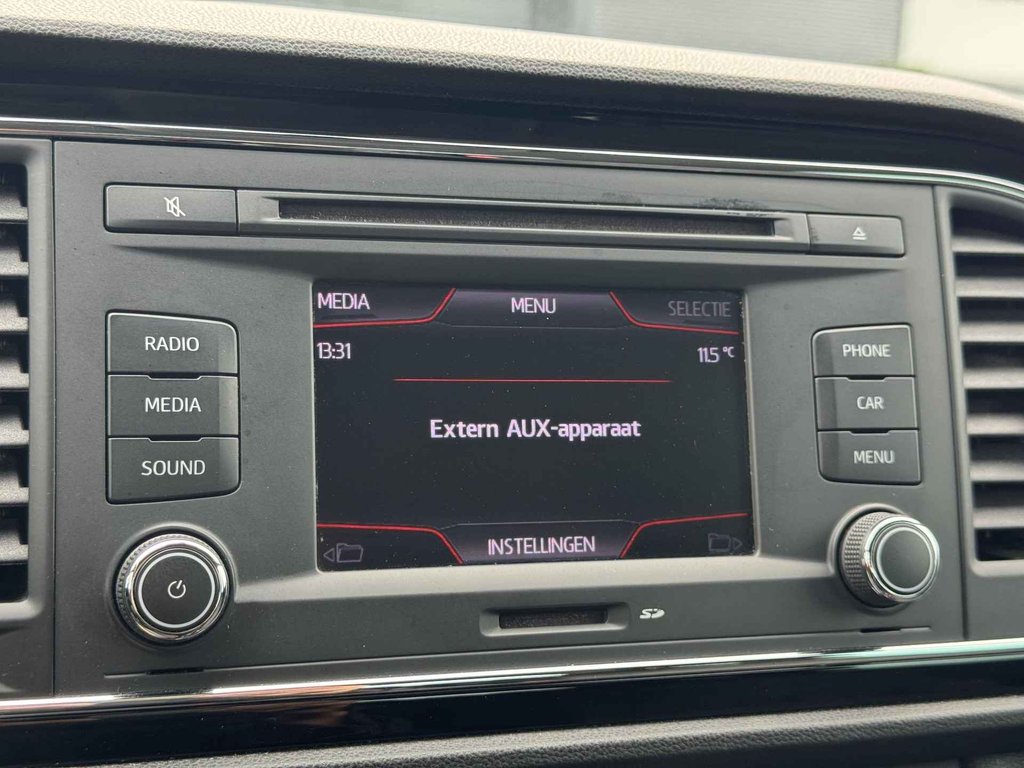 MEDIA MENU SELECTIE
13:31 11.5 °C
RADIO
MEDIA
SOUND
Extern AUX-apparaat
PHONE
CAR
MENU
INSTELLINGEN
SD